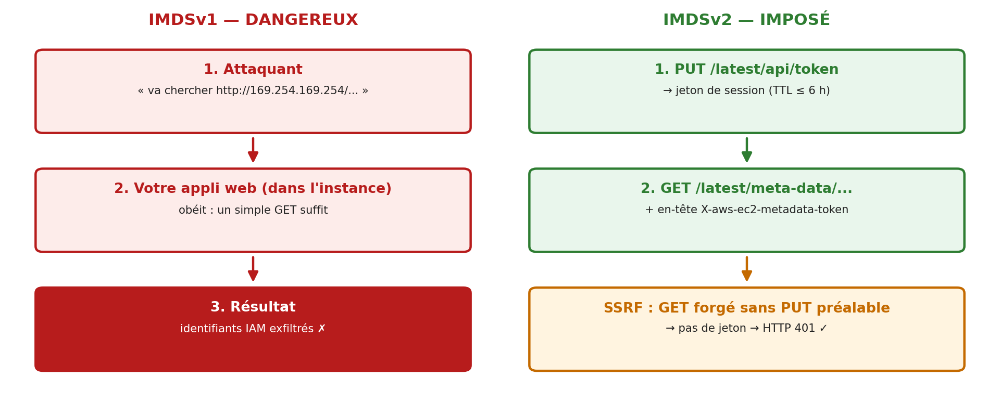 IMDSv1 — DANGEREUX
1. Attaquant
« va chercher http://169.254.169.254/... »
2. Votre appli web (dans l'instance)
obéit : un simple GET suffit
3. Résultat
identifiants IAM exfiltrés ✗
IMDSv2 — IMPOSÉ
1. PUT /latest/api/token
→ jeton de session (TTL ≤ 6 h)
2. GET /latest/meta-data/...
+ en-tête X-aws-ec2-metadata-token
SSRF : GET forgé sans PUT préalable
→ pas de jeton → HTTP 401 ✓